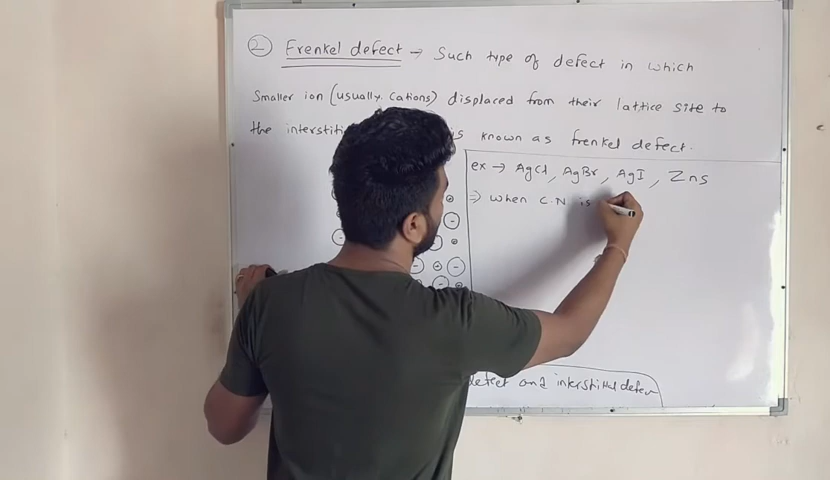 2 Frenkel defect → Such type of defect in which
Smaller ion (usually cations) displaced from their lattice site to
the is known as frenkel defect.
ex → AgCl, AgBr, AgI, Zns
⇒ when C.N is
defect and interstitial defect